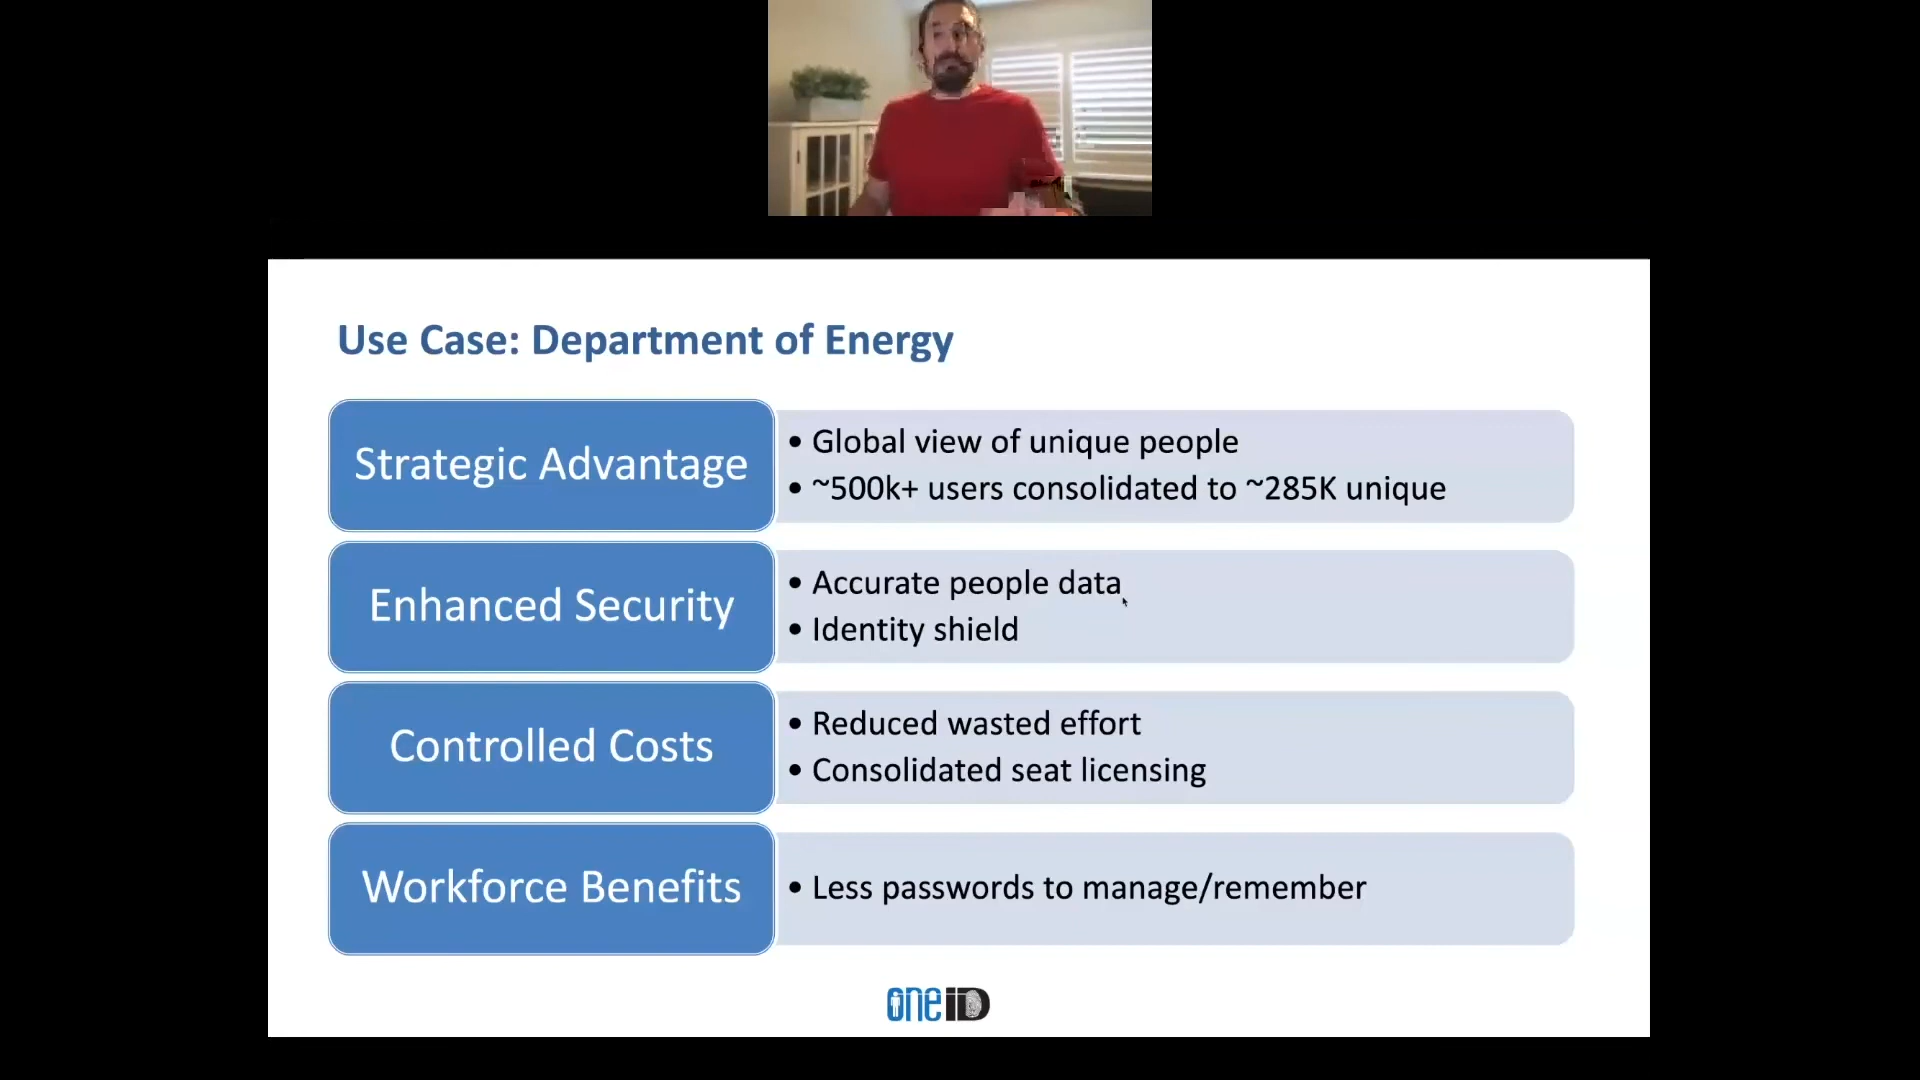 Use Case: Department of Energy
Strategic Advantage
• Global view of unique people
• ~500k+ users consolidated to ~285K unique
Enhanced Security
• Accurate people data
• Identity shield
Controlled Costs
• Reduced wasted effort
• Consolidated seat licensing
Workforce Benefits
• Less passwords to manage/remember
one iD